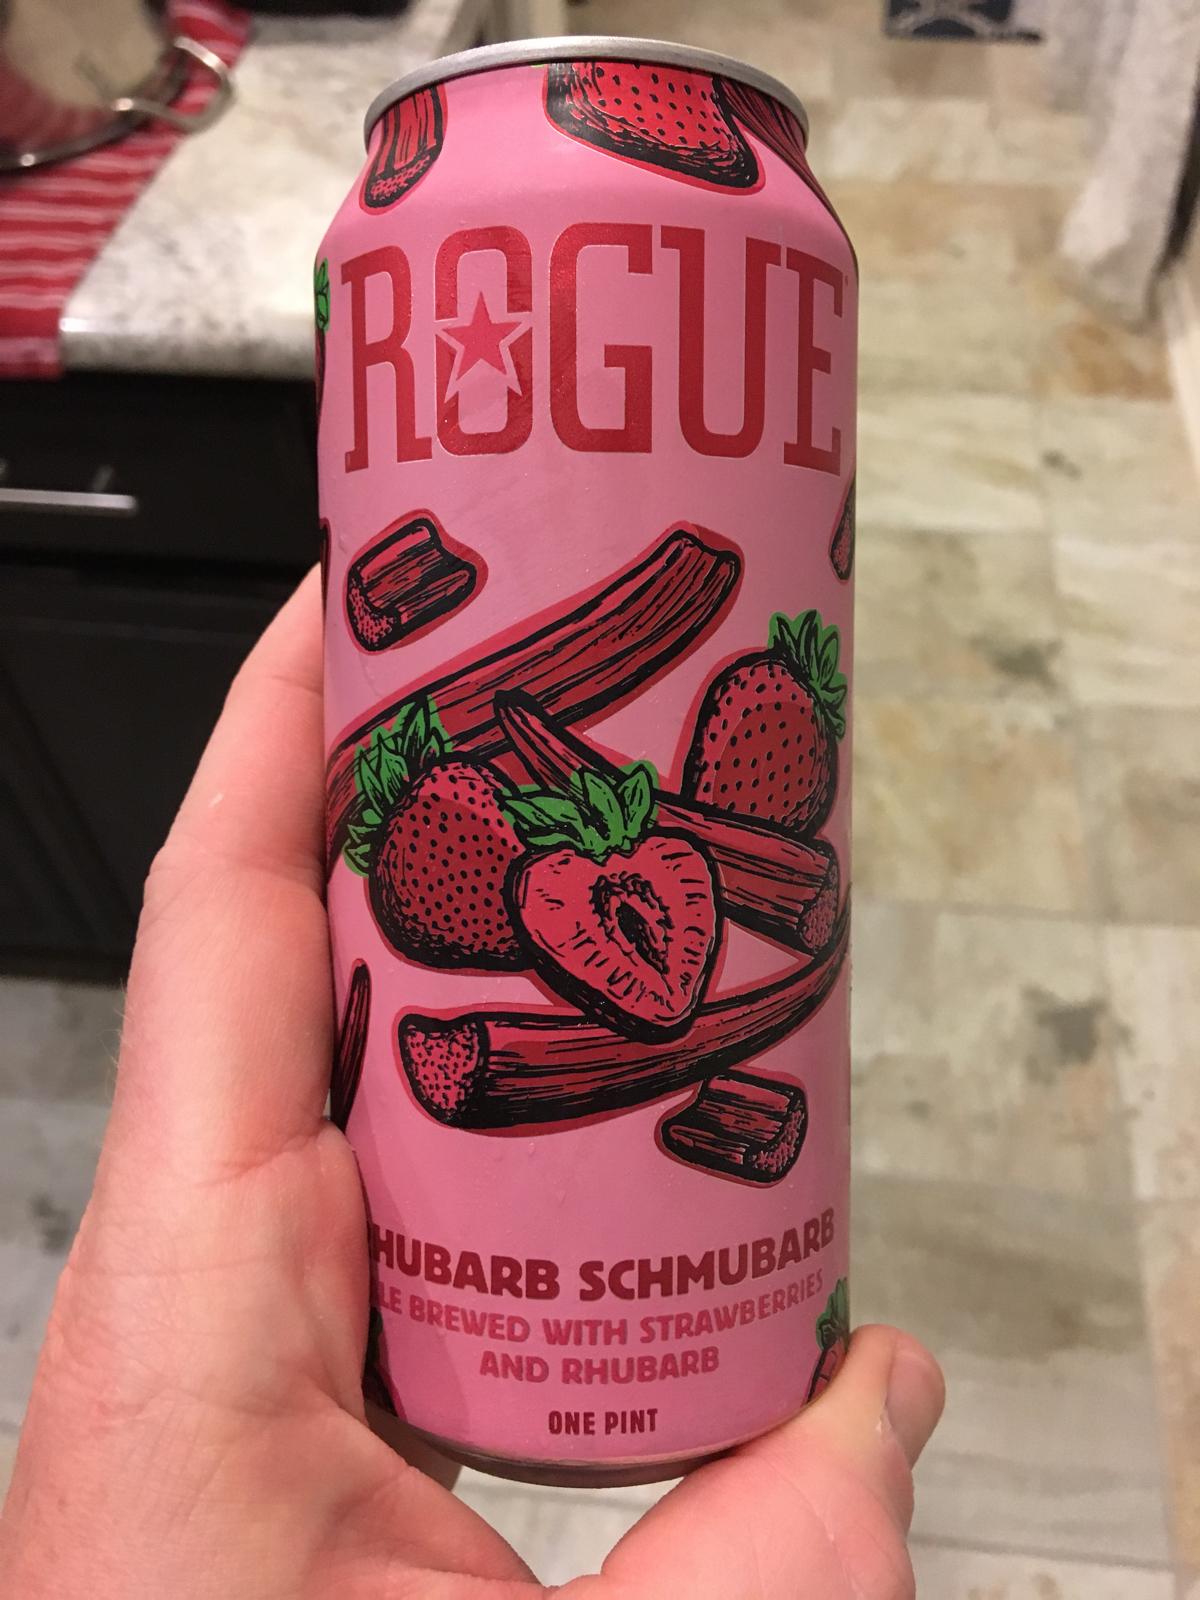 ROGUE
HUBARB SCHMUBARB
LE BREWED WITH STRAWBERRIES
AND RHUBARB
ONE PINT